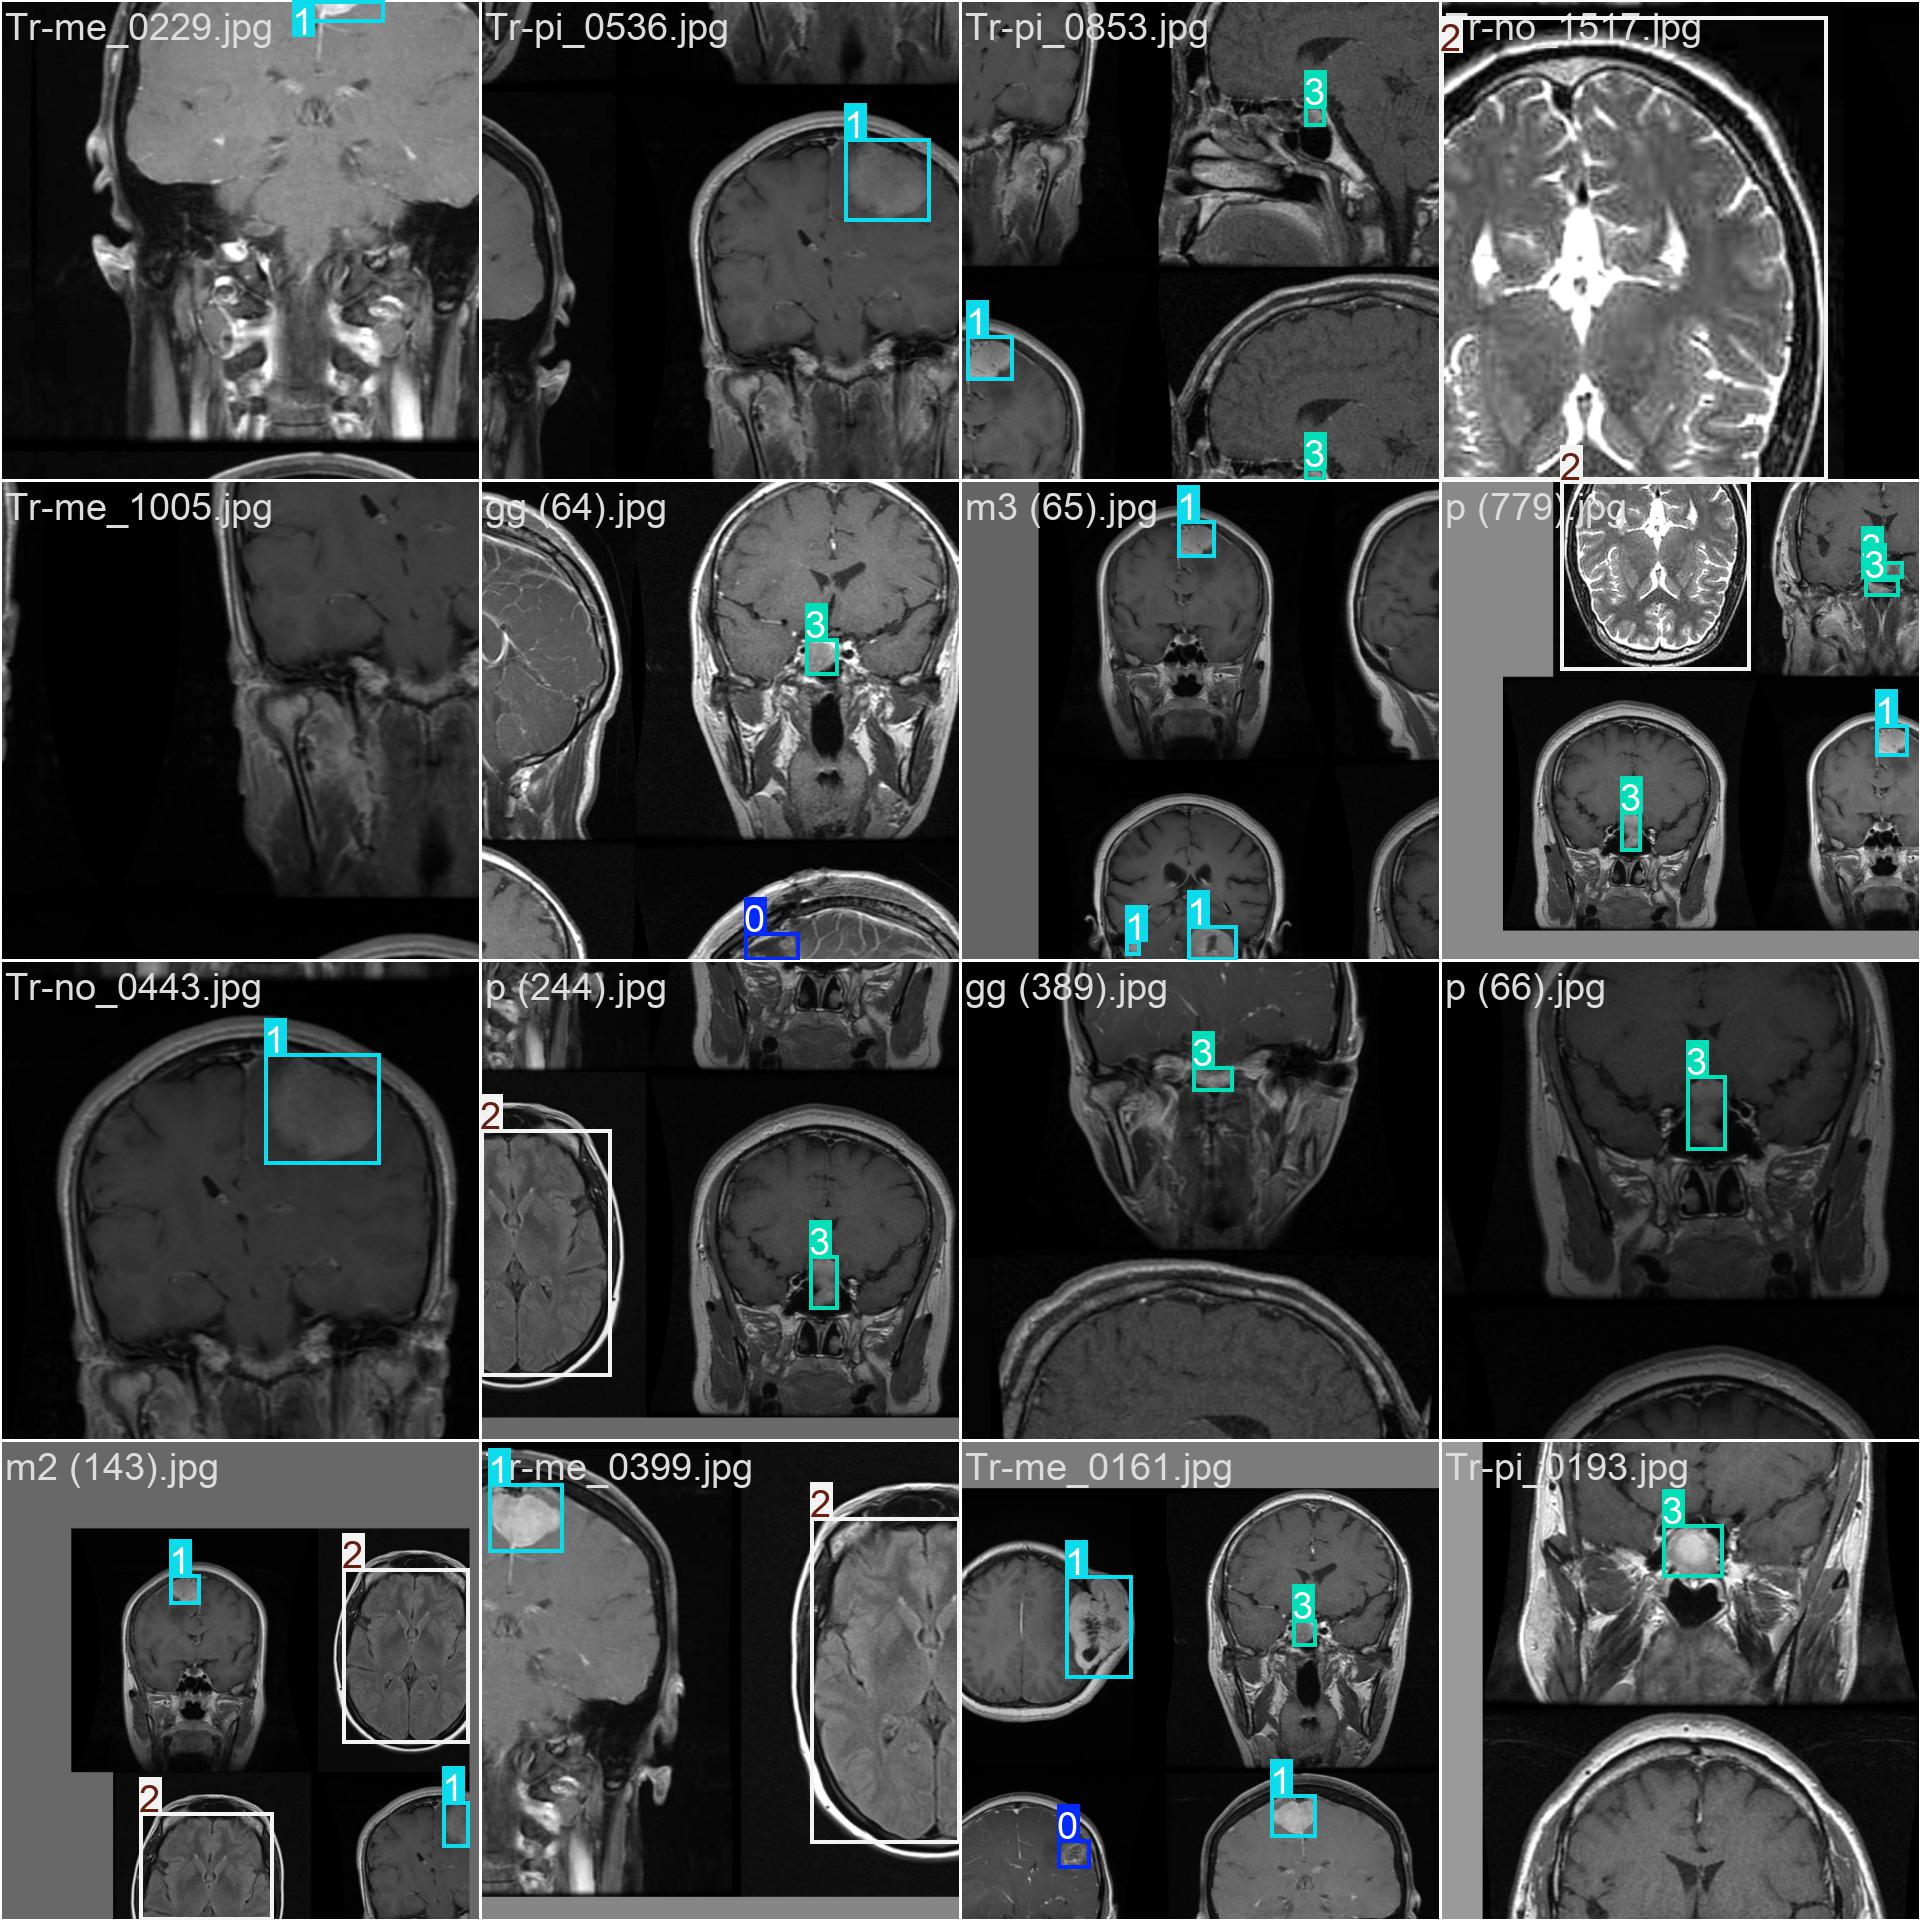 Tr-me_0229.jpg
1
Tr-pi_0536.jpg
1
Tr-pi_0853.jpg
3
1
3
Tr-no_1517.jpg
2
2
Tr-me_1005.jpg
gg (64).jpg
3
0
m3 (65).jpg
1
1
1
p (779).jpg
3
3
1
3
Tr-no_0443.jpg
1
p (244).jpg
2
3
gg (389).jpg
3
p (66).jpg
3
m2 (143).jpg
1
2
2
1
Tr-me_0399.jpg
1
2
Tr-me_0161.jpg
1
3
0
1
Tr-pi_0193.jpg
3